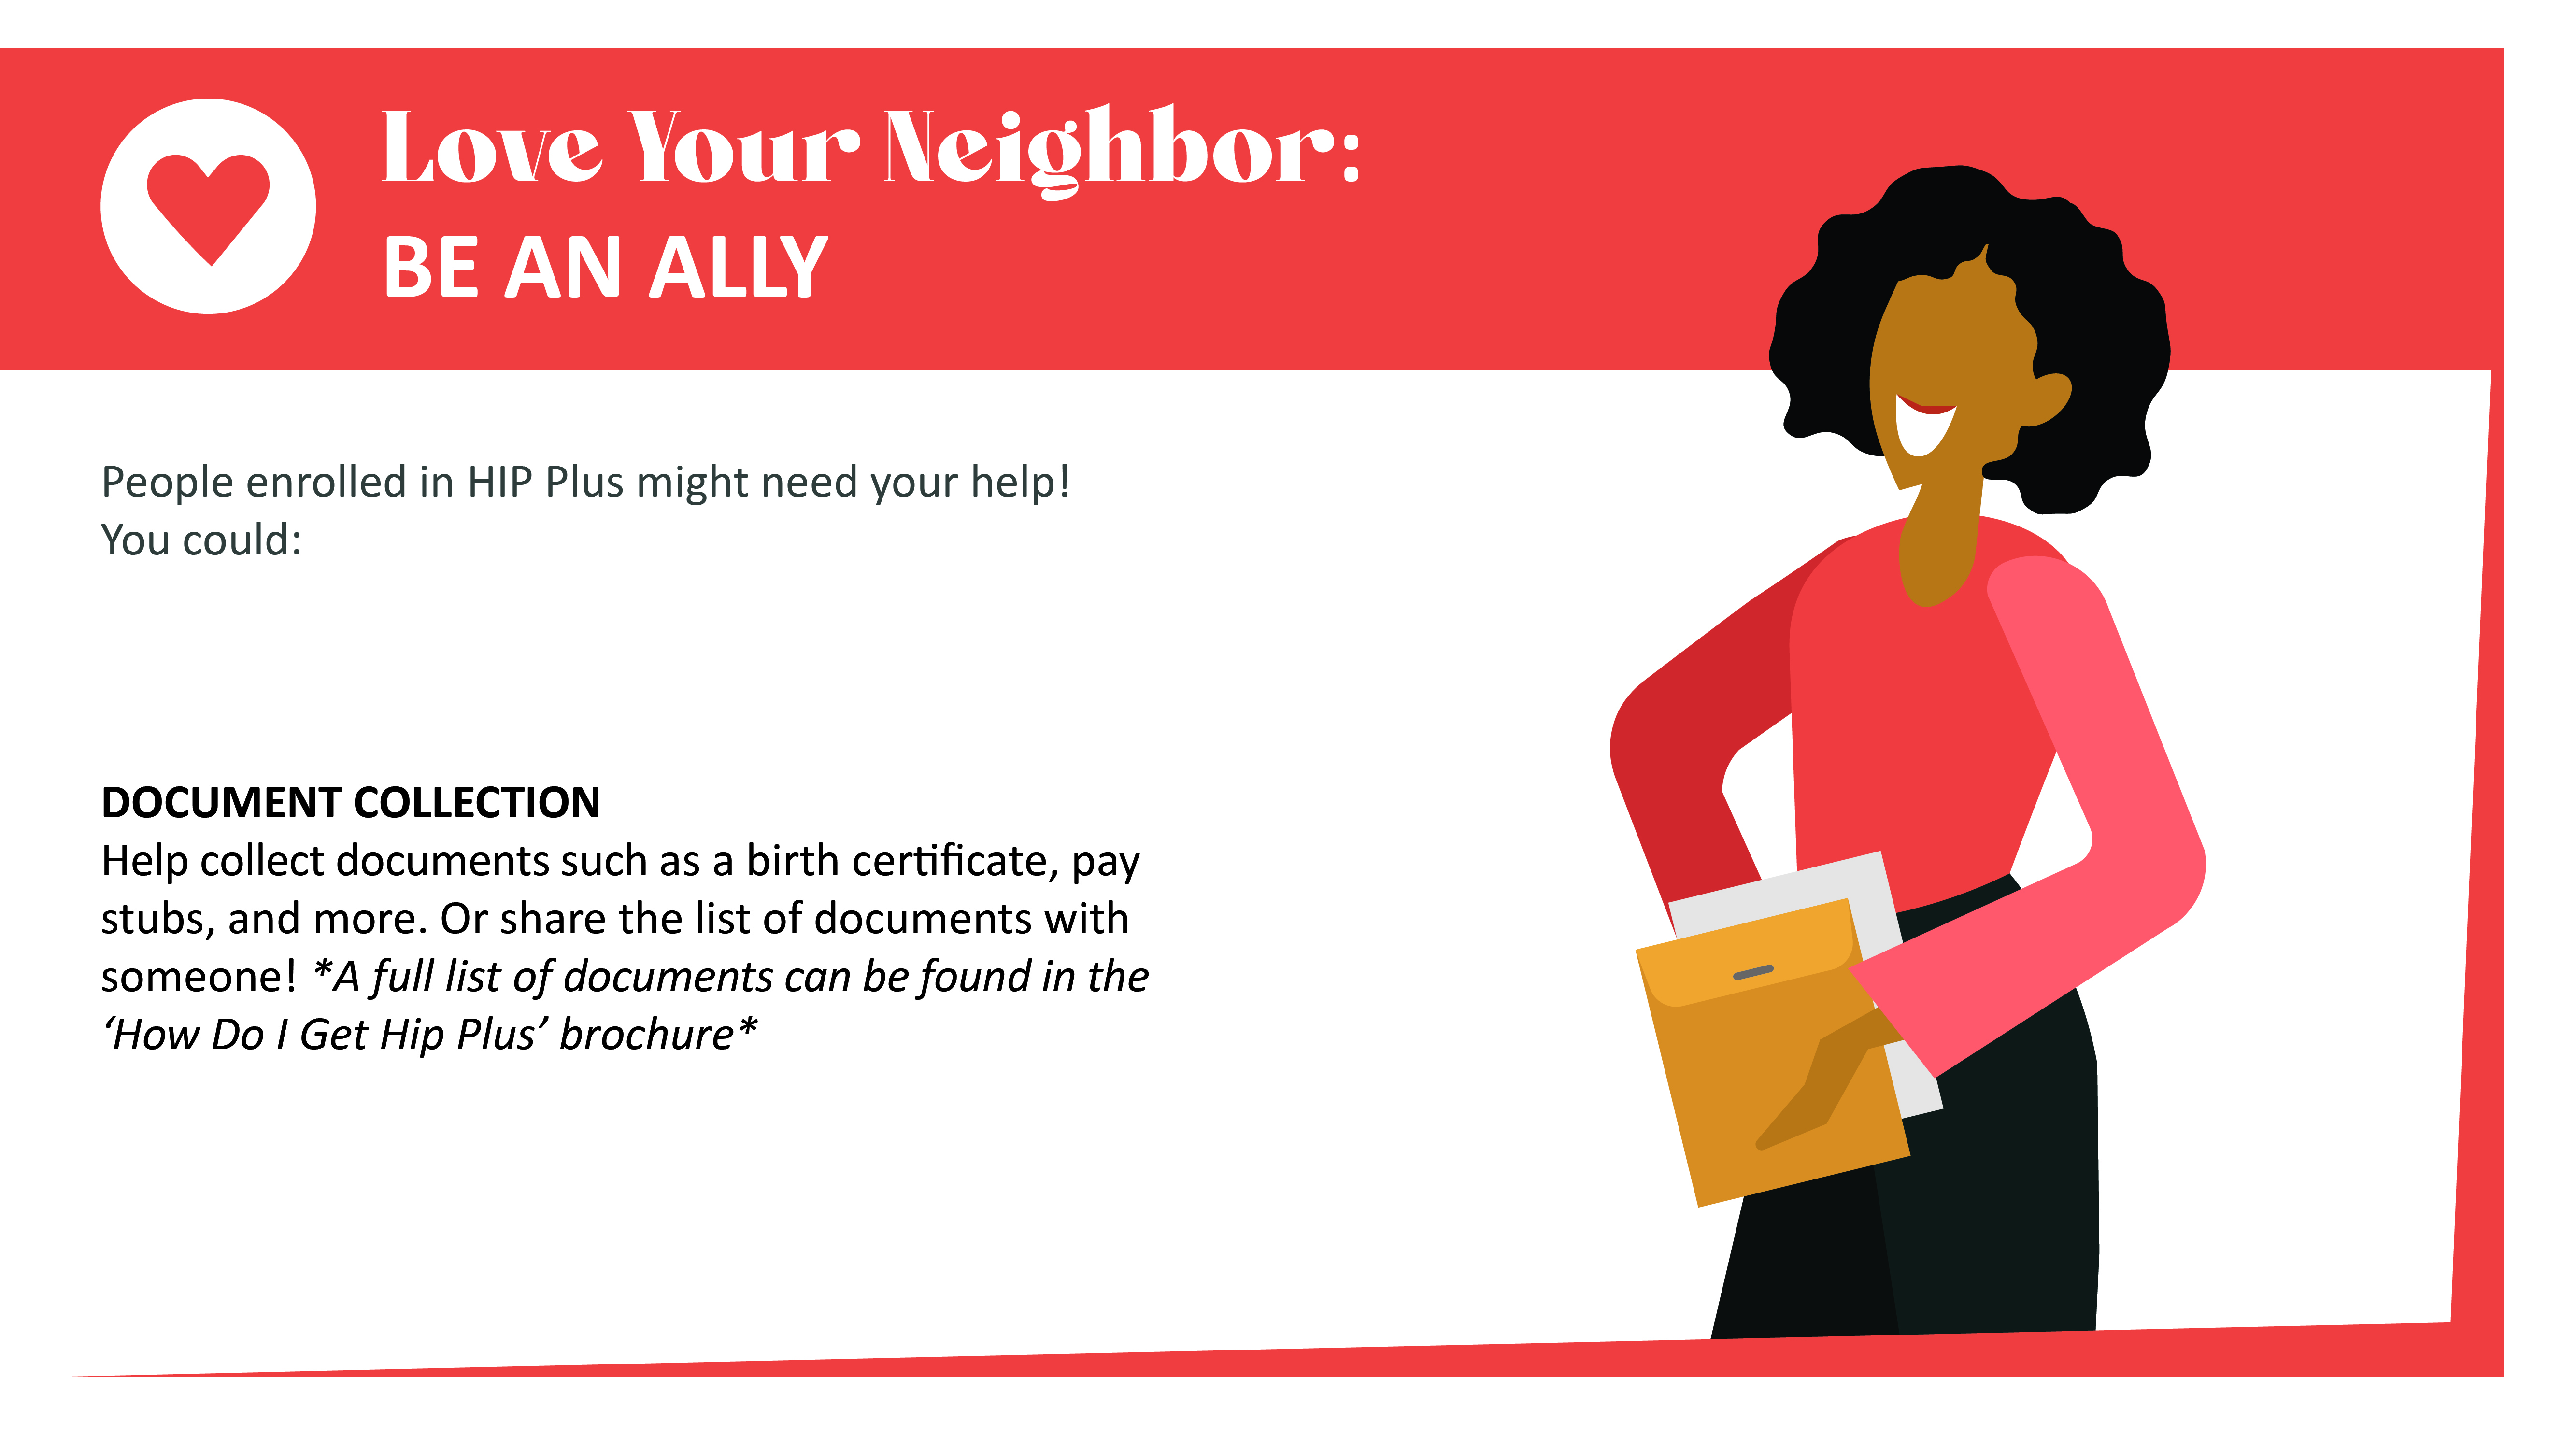 Love Your Neighbor:
BE AN ALLY
People enrolled in HIP Plus might need your help!
You could:
DOCUMENT COLLECTION
Help collect documents such as a birth certificate, pay
stubs, and more. Or share the list of documents with
someone! *A full list of documents can be found in the
‘How Do I Get Hip Plus’ brochure*